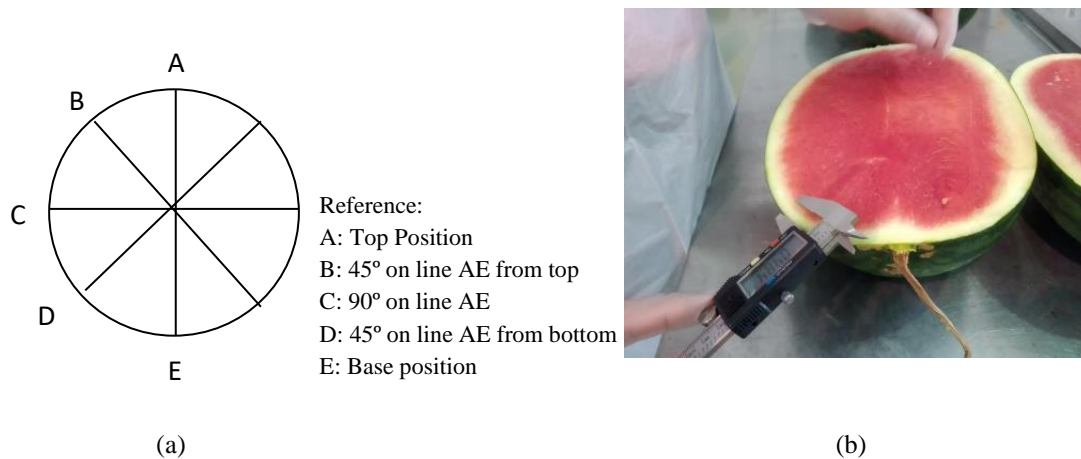 A
B
C
D
E
Reference:
A: Top Position
B: 45º on line AE from top
C: 90º on line AE
D: 45º on line AE from bottom
E: Base position
(a)
(b)